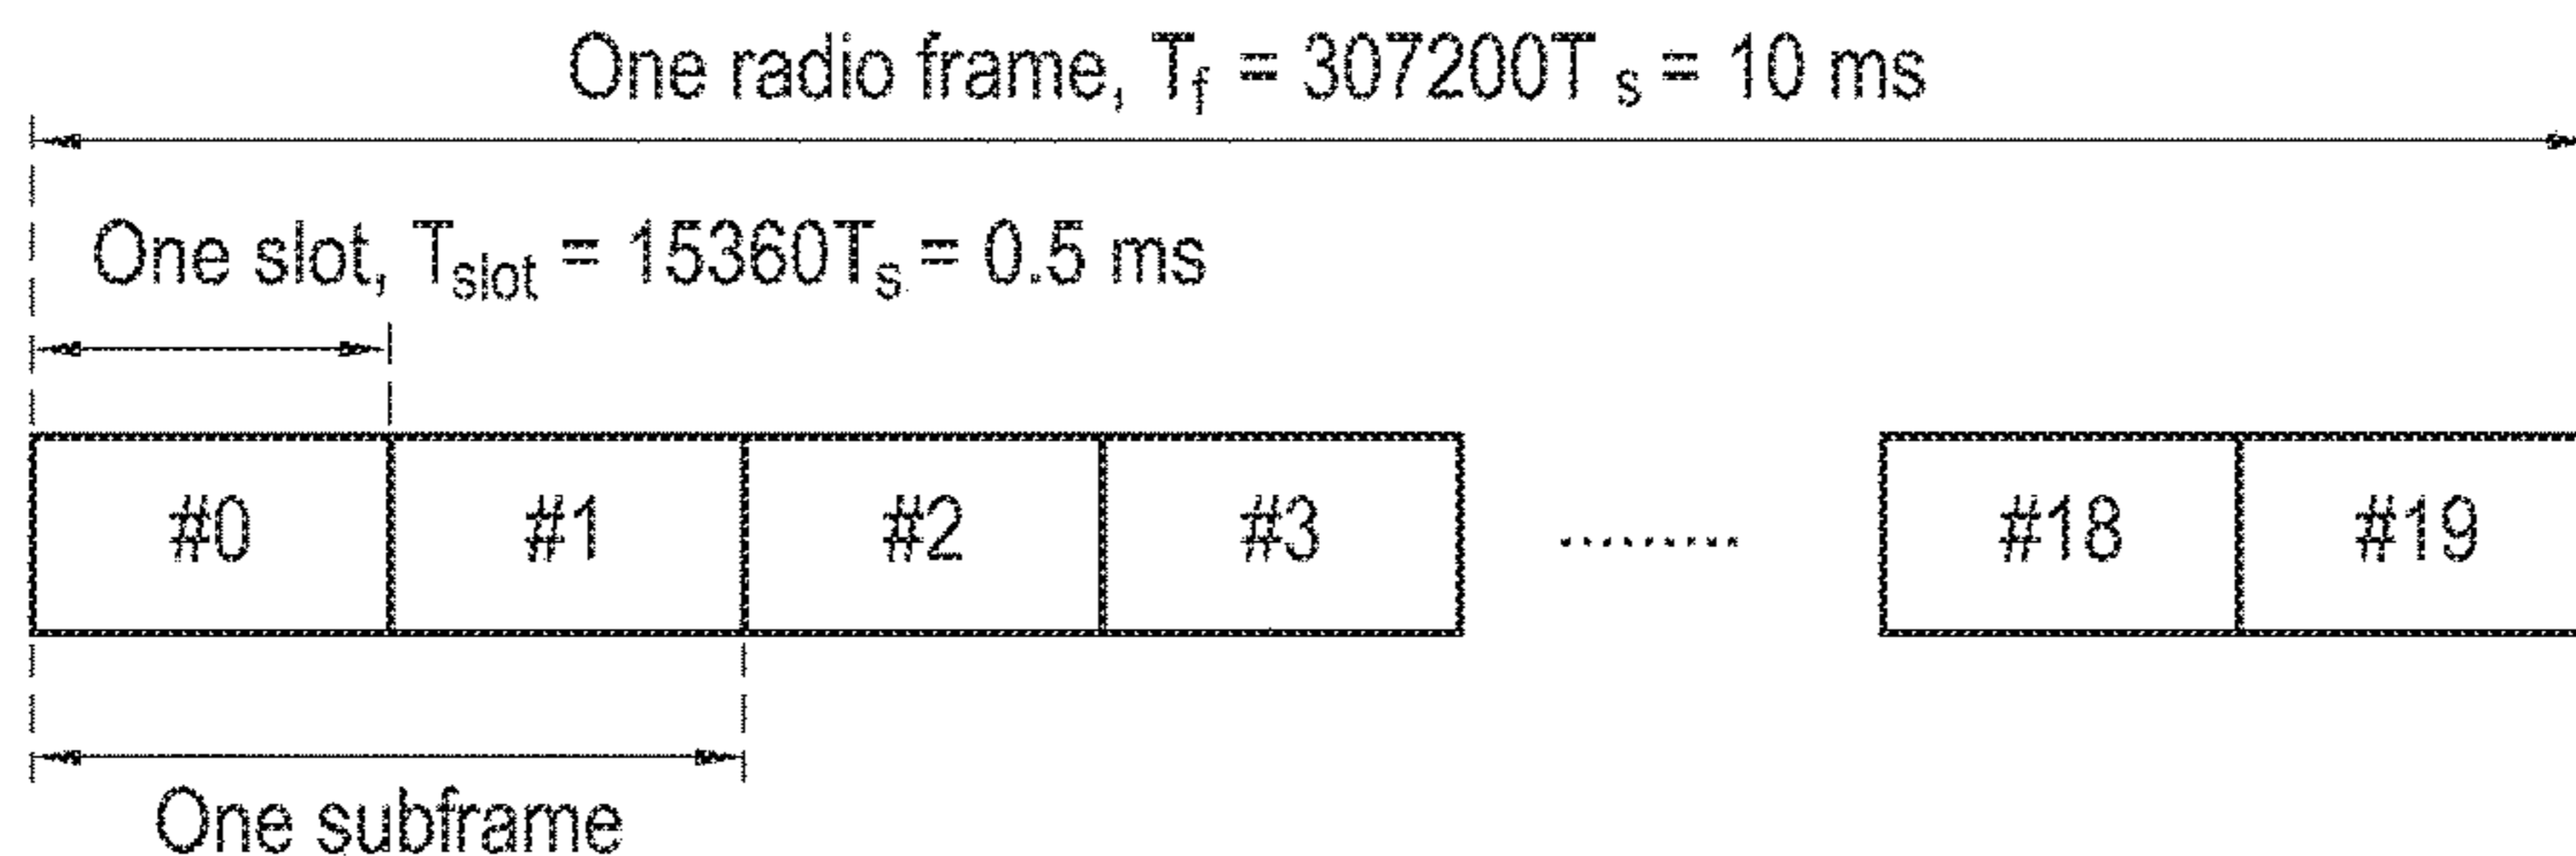 One radio frame, Tf = 307200T s = 10 ms
One slot, Tslot = 15360Ts = 0.5 ms
#0 #1 #2 #3 ......... #18 #19
One subframe